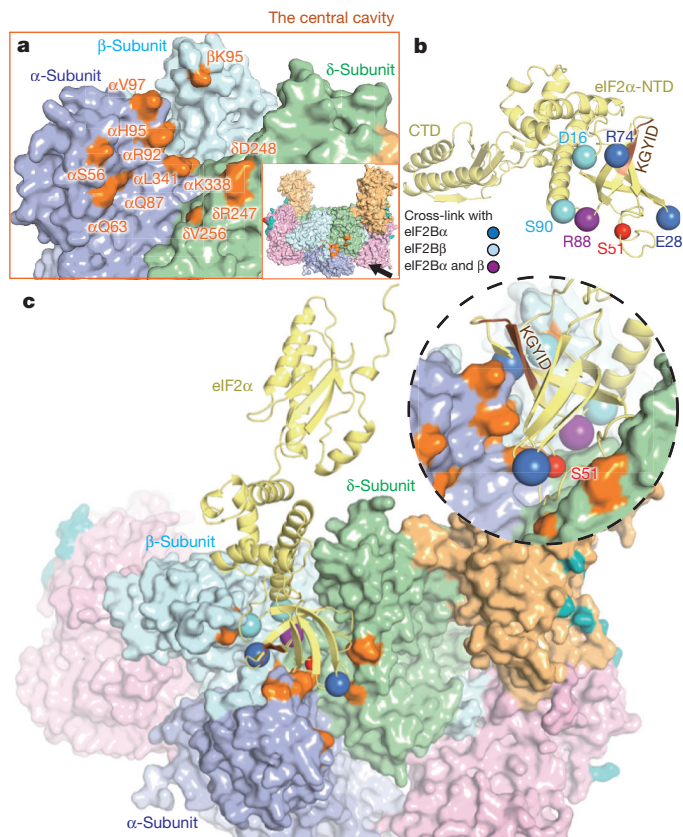 The central cavity
a
β-Subunit
βK95
α-Subunit
δ-Subunit
αV97
αH95
αR92
δD248
αS56
αL341
αK338
αQ87
δR247
αQ63
δV256
b
eIF2α-NTD
CTD
D16
R74
KGYID
Cross-link with
eIF2Bα
eIF2Bβ
eIF2Bα and β
S90
R88
S51
E28
c
KGYID
eIF2α
S51
δ-Subunit
β-Subunit
α-Subunit